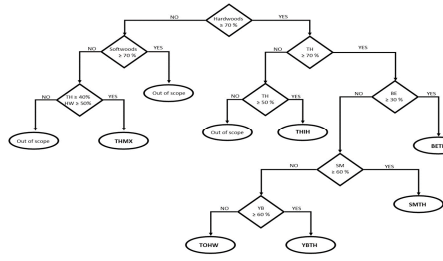 Hardwoods
≥ 70 %
NO
YES
Softwoods
≥ 70 %
TH
≥ 70 %
NO
YES
NO
YES
TH ≥ 40%
HW ≥ 50%
Out of scope
TH
≥ 50 %
BE
≥ 30 %
NO
YES
NO
YES
NO
YES
Out of scope
THMX
Out of scope
THIH
SM
≥ 60 %
BETH
NO
YES
YB
≥ 60 %
SMTH
NO
YES
TOHW
YBTH